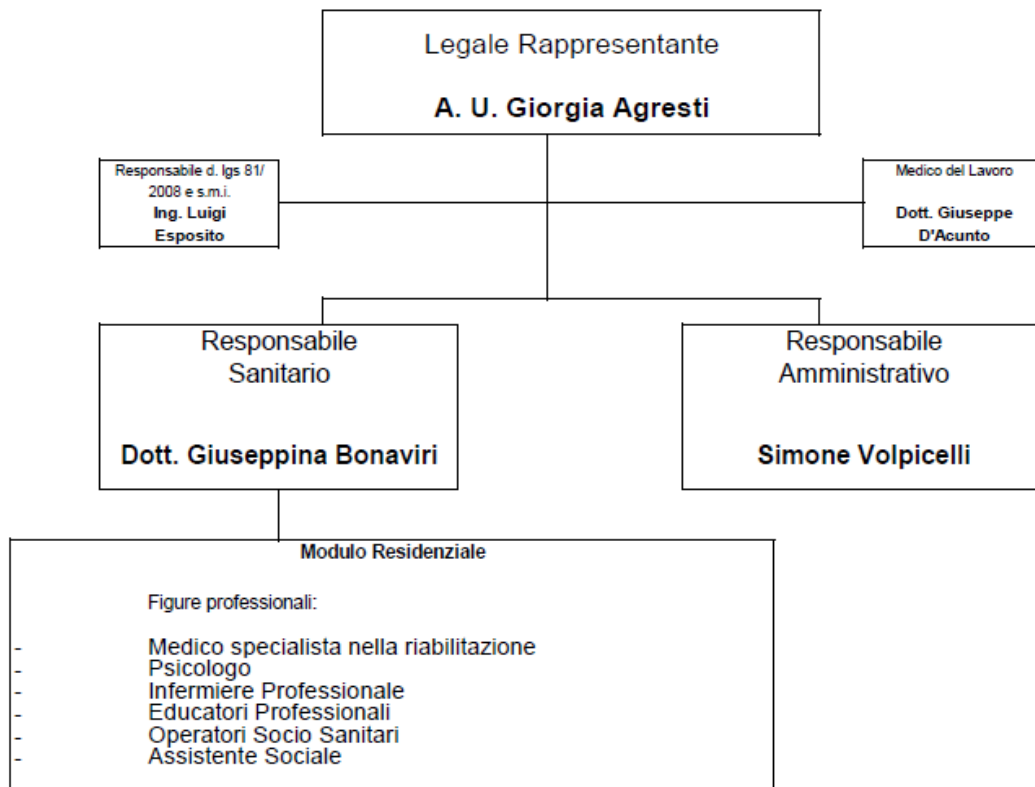 Legale Rappresentante
A. U. Giorgia Agresti
Responsabile d. lgs 81/
2008 e s.m.i.
Ing. Luigi
Esposito
Medico del Lavoro
Dott. Giuseppe
D'Acunto
Responsabile
Sanitario
Dott. Giuseppina Bonaviri
Responsabile
Amministrativo
Simone Volpicelli
Modulo Residenziale
Figure professionali:
- Medico specialista nella riabilitazione
- Psicologo
- Infermiere Professionale
- Educatori Professionali
- Operatori Socio Sanitari
- Assistente Sociale